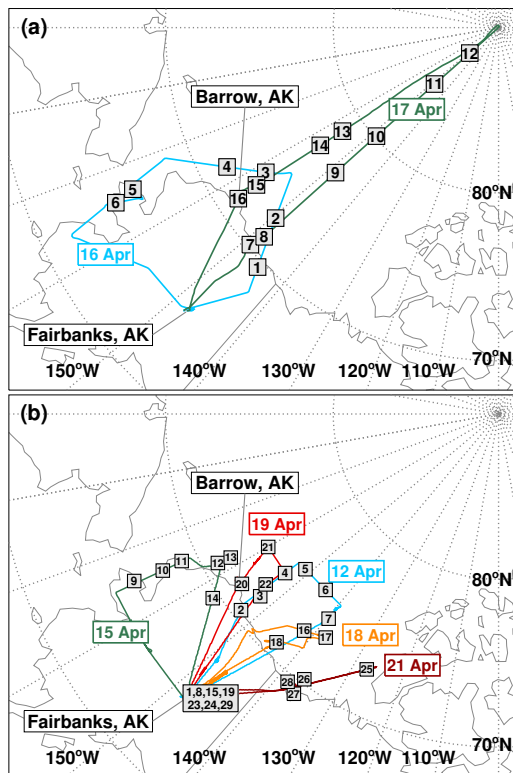 (a)
12
11
17 Apr
Barrow, AK
13
10
14
4
3
9
5
15
80°N
6
16
2
8
7
16 Apr
1
Fairbanks, AK
70°N
150°W
140°W
130°W
120°W
110°W
(b)
Barrow, AK
19 Apr
21
13
11
12
10
4
5
12 Apr
9
20
22
80°N
6
14
3
2
7
15 Apr
16
17
18 Apr
18
25
21 Apr
28
26
1,8,15,19
23,24,29
27
Fairbanks, AK
70°N
150°W
140°W
130°W
120°W
110°W